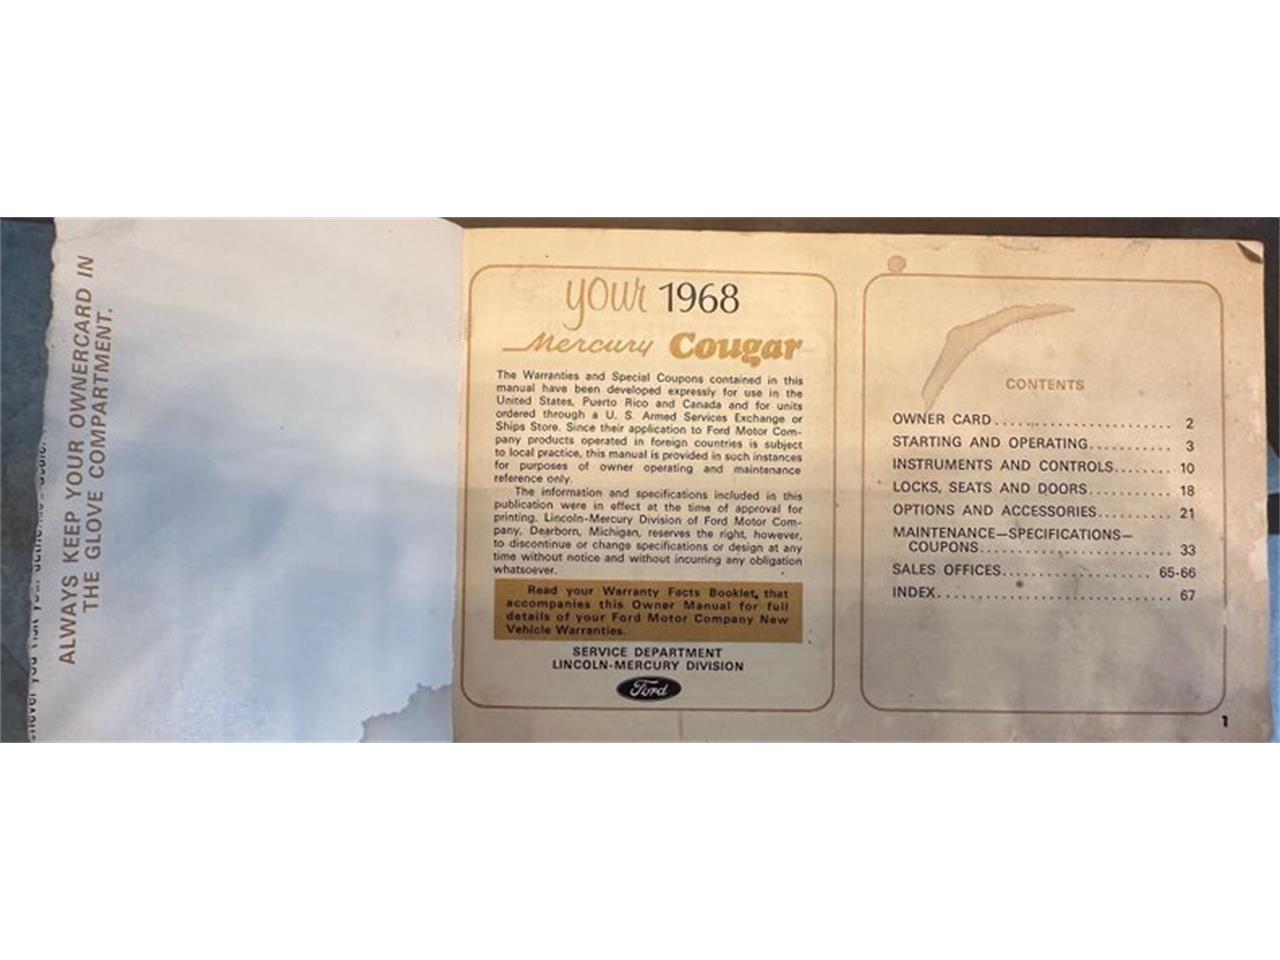 ALWAYS KEEP YOUR OWNERCARD IN
THE GLOVE COMPARTMENT.
you visit your
your 1968
Mercury Cougar
The Warranties and Special Coupons contained in this
manual have been developed expressly for use in the
United States, Puerto Rico and Canada and for units
ordered through a U. S. Armed Services Exchange or
Ships Store. Since their application to Ford Motor Com-
pany products operated in foreign countries is subject
to local practice, this manual is provided in such instances
for purposes of owner operating and maintenance
reference only.
The information and specifications included in this
publication were in effect at the time of approval for
printing. Lincoln-Mercury Division of Ford Motor Com-
pany, Dearborn, Michigan, reserves the right, however,
to discontinue or change specifications or design at any
time without notice and without incurring any obligation
whatsoever.
Read your Warranty Facts Booklet, that
accompanies this Owner Manual for full
details of your Ford Motor Company New
Vehicle Warranties.
SERVICE DEPARTMENT
LINCOLN-MERCURY DIVISION
Ford
CONTENTS
OWNER CARD.......................... 2
STARTING AND OPERATING........... 3
INSTRUMENTS AND CONTROLS........ 10
LOCKS, SEATS AND DOORS........... 18
OPTIONS AND ACCESSORIES.......... 21
MAINTENANCE—SPECIFICATIONS—
COUPONS.......................... 33
SALES OFFICES.................... 65-66
INDEX................................ 67
1